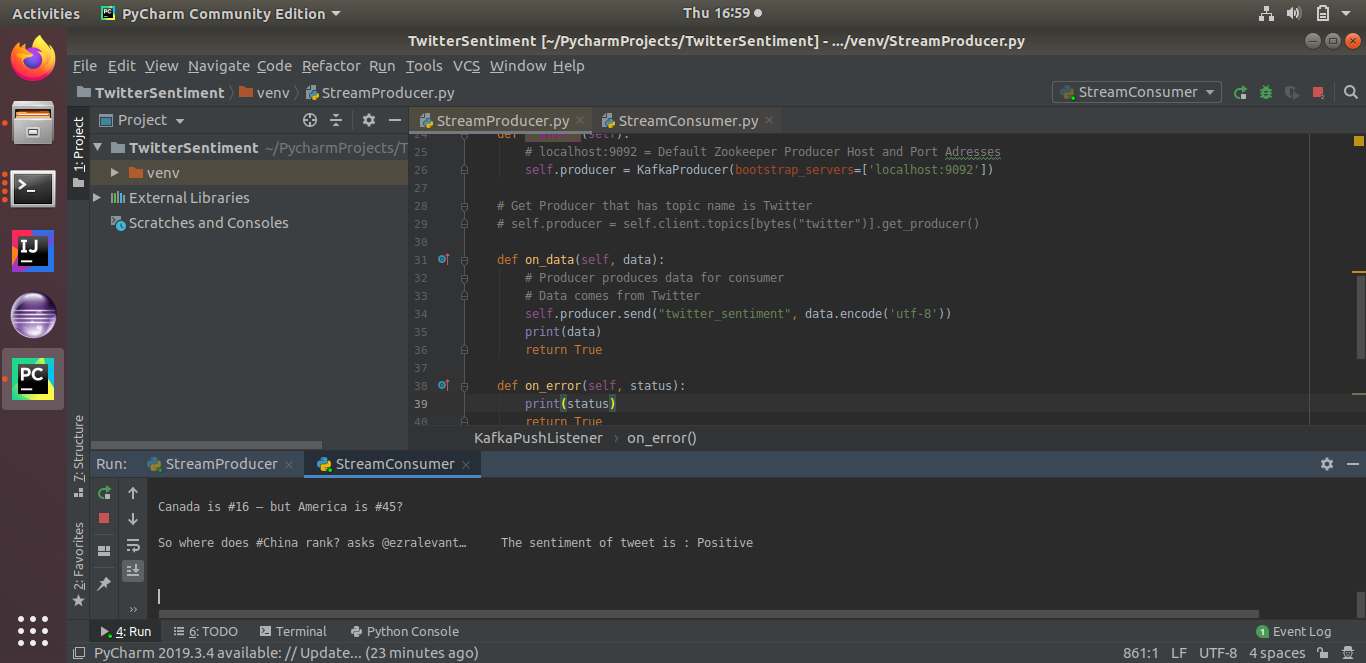 Activities PyCharm Community Edition Thu 16:59
TwitterSentiment [~/PycharmProjects/TwitterSentiment] - .../venv/StreamProducer.py
File Edit View Navigate Code Refactor Run Tools VCS Window Help
TwitterSentiment venv StreamProducer.py StreamConsumer
1: Project
Project
TwitterSentiment ~/PycharmProjects/T
venv
External Libraries
Scratches and Consoles
StreamProducer.py StreamConsumer.py
24 def (self):
25 # localhost:9092 = Default Zookeeper Producer Host and Port Adresses
26 self.producer = KafkaProducer(bootstrap_servers=['localhost:9092'])
27
28 # Get Producer that has topic name is Twitter
29 # self.producer = self.client.topics[bytes("twitter")].get_producer()
30
31 def on_data(self, data):
32 # Producer produces data for consumer
33 # Data comes from Twitter
34 self.producer.send("twitter_sentiment", data.encode('utf-8'))
35 print(data)
36 return True
37
38 def on_error(self, status):
39 print(status)
40 return True
KafkaPushListener › on_error()
7: Structure
2: Favorites
Run: StreamProducer StreamConsumer
Canada is #16 — but America is #45?
So where does #China rank? asks @ezralevant… The sentiment of tweet is : Positive
4: Run 6: TODO Terminal Python Console 1 Event Log
PyCharm 2019.3.4 available: // Update... (23 minutes ago) 861:1 LF UTF-8 4 spaces
IJ
PC